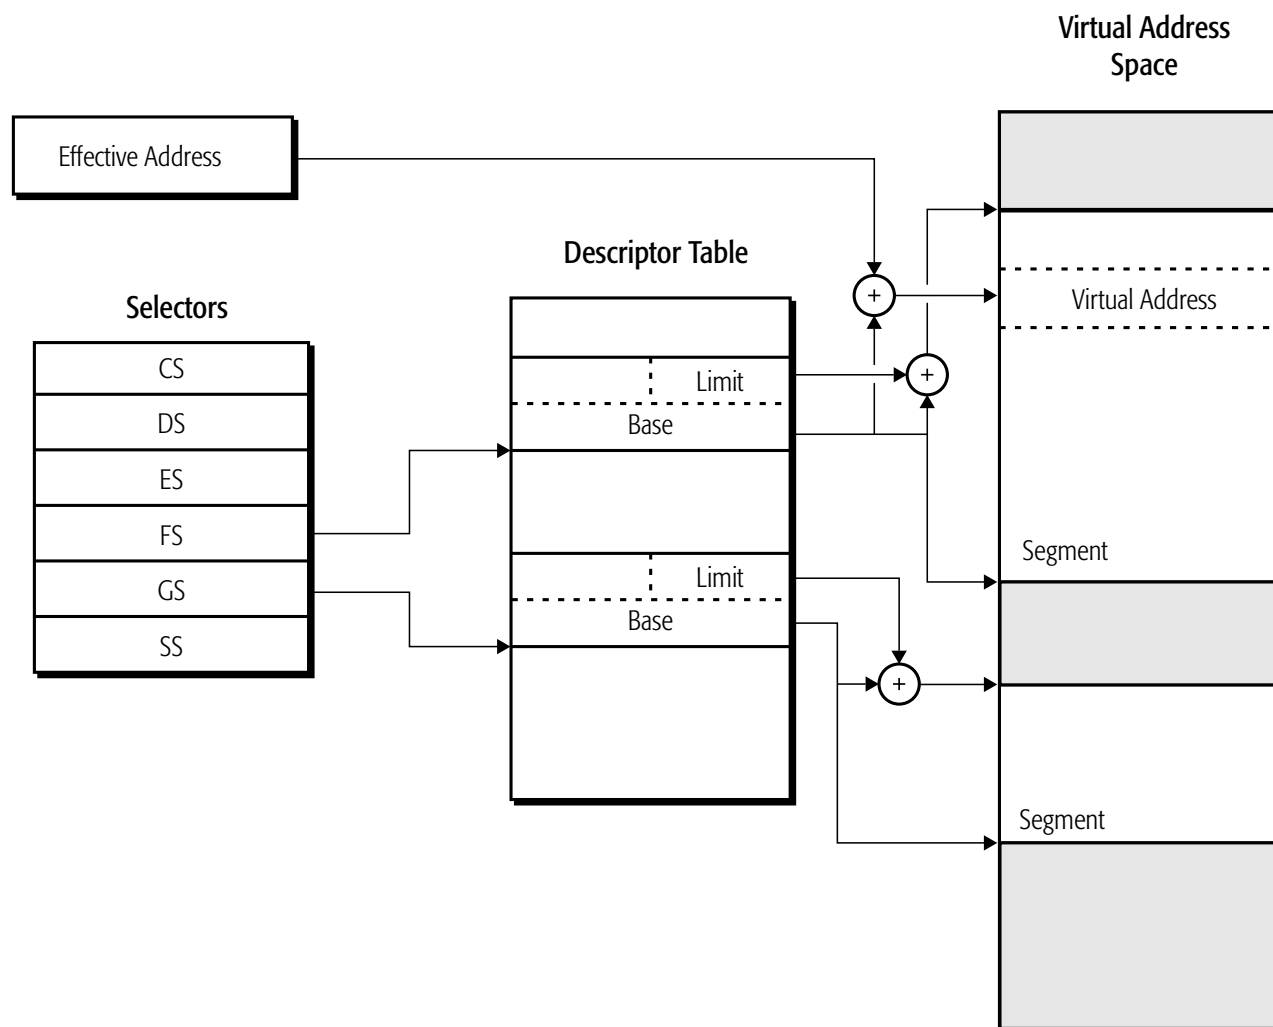 Virtual Address
Space
Effective Address
Descriptor Table
Selectors
CS
DS
ES
FS
GS
SS
Limit
Base
Limit
Base
+
+
+
Virtual Address
Segment
Segment